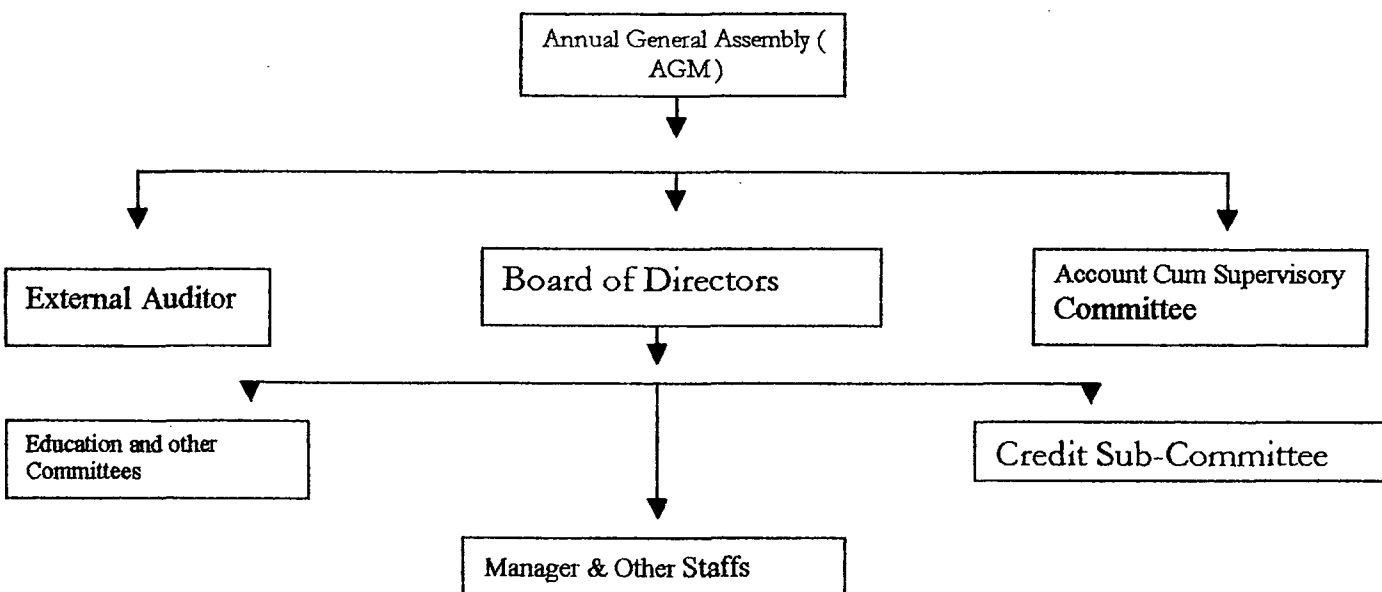 Annual General Assembly (
AGM )
External Auditor
Board of Directors
Account Cum Supervisory
Committee
Education and other
Committees
Credit Sub-Committee
Manager & Other Staffs